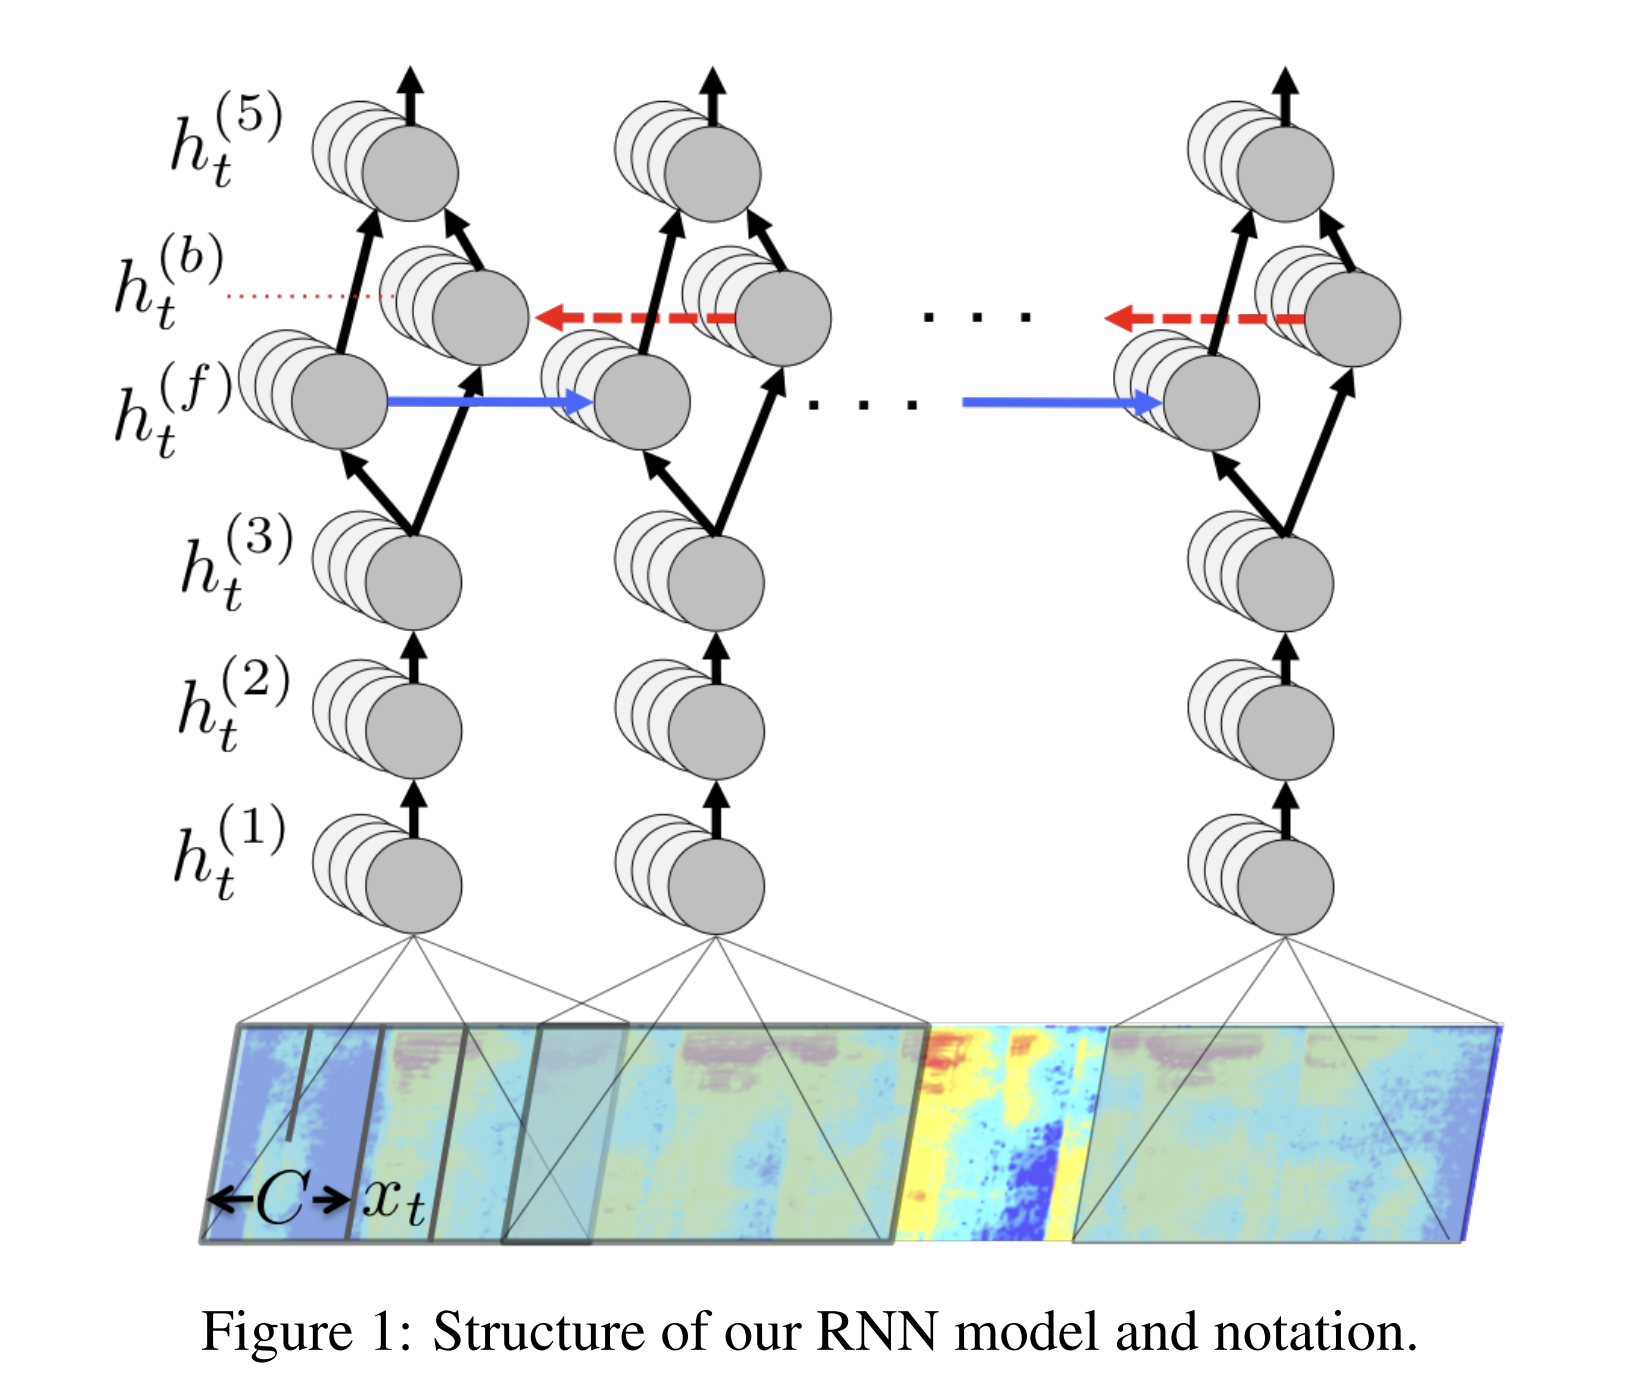 h_t^{(5)}
h_t^{(b)}
h_t^{(f)}
. . .
. . .
h_t^{(3)}
h_t^{(2)}
h_t^{(1)}
C x_t
Figure 1: Structure of our RNN model and notation.